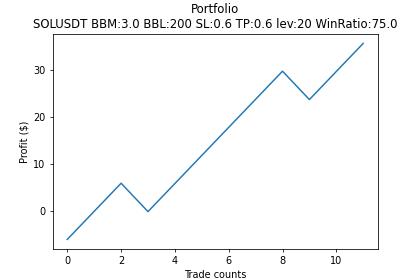 Portfolio
SOLUSDT BBM:3.0 BBL:200 SL:0.6 TP:0.6 lev:20 WinRatio:75.0
30
20
10
0
Profit ($)
0 2 4 6 8 10
Trade counts